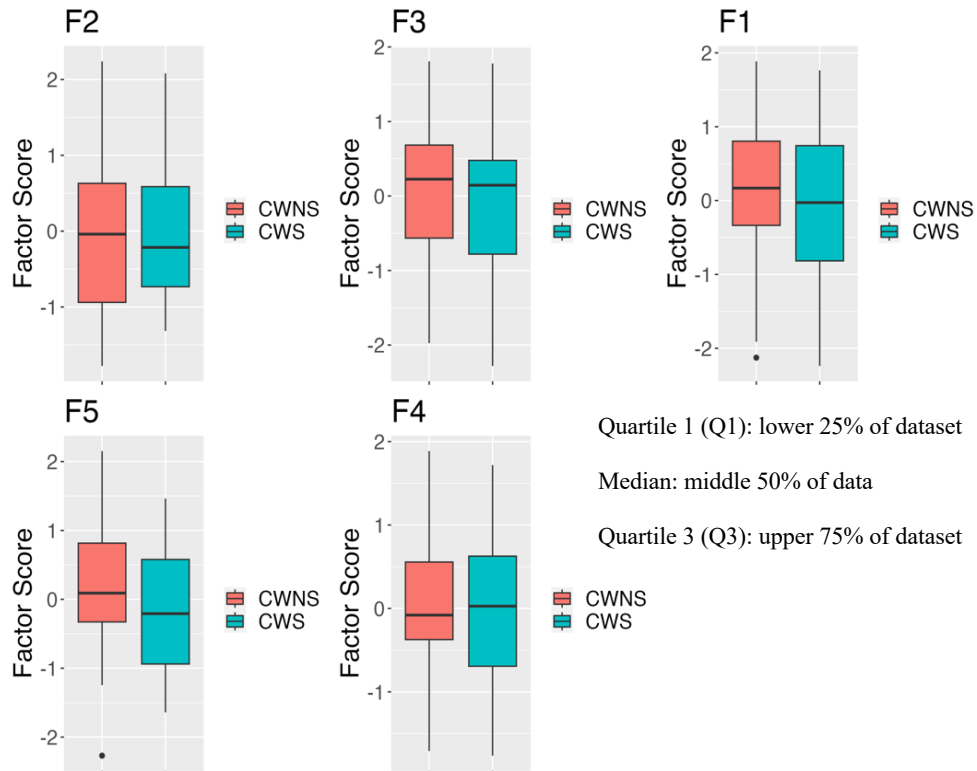 F2
Factor Score
2
1
0
-1
CWNS
CWS
F3
Factor Score
2
1
0
-1
-2
CWNS
CWS
F1
Factor Score
2
1
0
-1
-2
CWNS
CWS
F5
Factor Score
2
1
0
-1
-2
CWNS
CWS
F4
Factor Score
2
1
0
-1
CWNS
CWS
Quartile 1 (Q1): lower 25% of dataset
Median: middle 50% of data
Quartile 3 (Q3): upper 75% of dataset